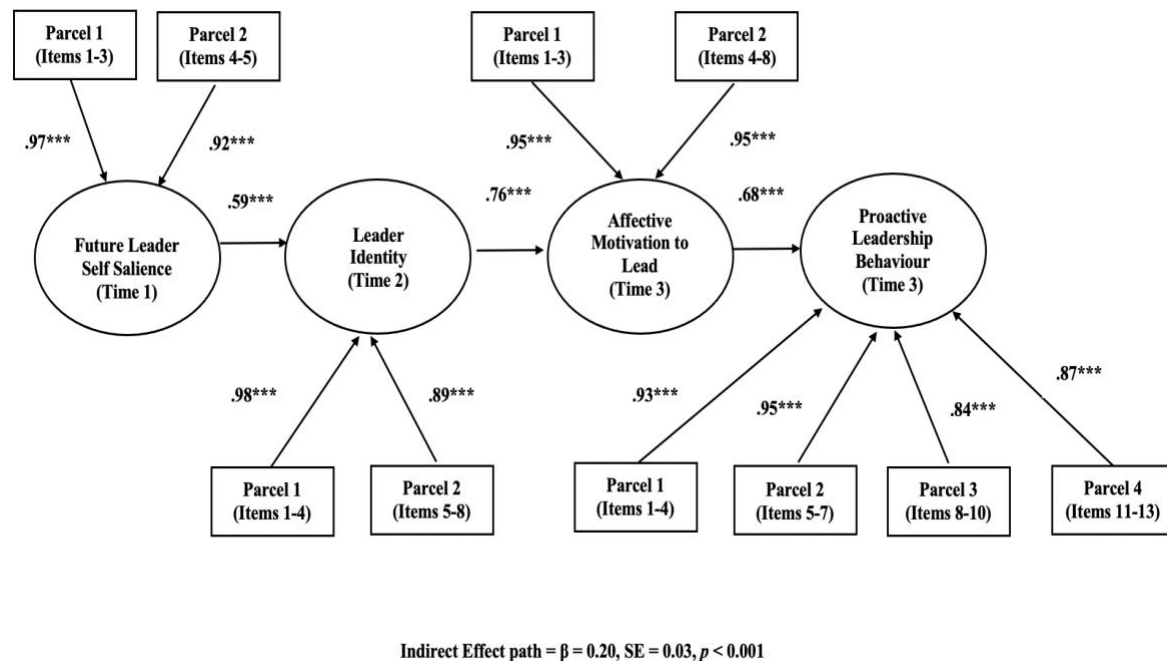 Parcel 1
(Items 1-3)
Parcel 2
(Items 4-5)
Parcel 1
(Items 1-3)
Parcel 2
(Items 4-8)
.97***
.92***
.95***
.95***
.59***
.76***
.68***
Future Leader
Self Salience
(Time 1)
Leader
Identity
(Time 2)
Affective
Motivation to
Lead
(Time 3)
Proactive
Leadership
Behaviour
(Time 3)
.98***
.89***
.93***
.95***
.84***
.87***
Parcel 1
(Items 1-4)
Parcel 2
(Items 5-8)
Parcel 1
(Items 1-4)
Parcel 2
(Items 5-7)
Parcel 3
(Items 8-10)
Parcel 4
(Items 11-13)
Indirect Effect path = β = 0.20, SE = 0.03, p < 0.001